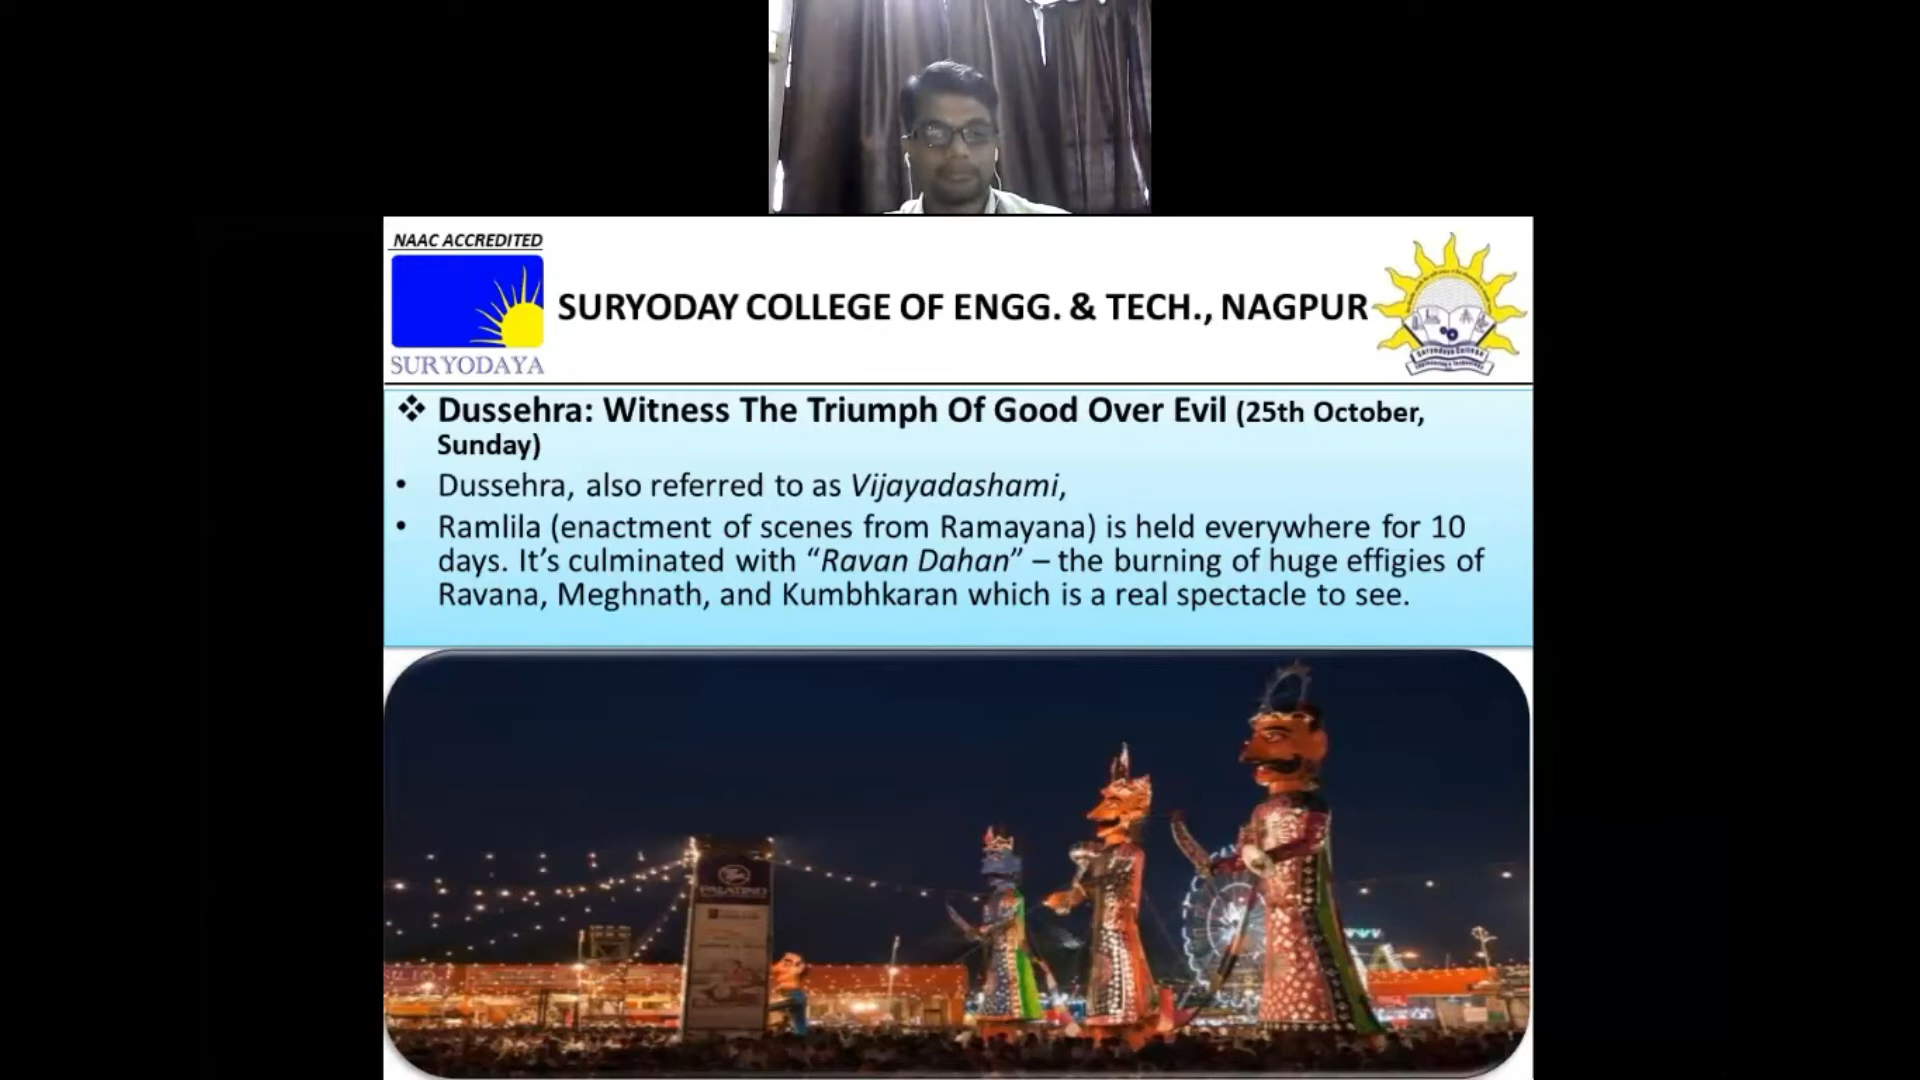 NAAC ACCREDITED
SURYODAYA
SURYODAY COLLEGE OF ENGG. & TECH., NAGPUR
Suryodaya College
❖ Dussehra: Witness The Triumph Of Good Over Evil (25th October,
Sunday)
• Dussehra, also referred to as Vijayadashami,
• Ramlila (enactment of scenes from Ramayana) is held everywhere for 10
days. It’s culminated with “Ravan Dahan” – the burning of huge effigies of
Ravana, Meghnath, and Kumbhkaran which is a real spectacle to see.
PALATINO